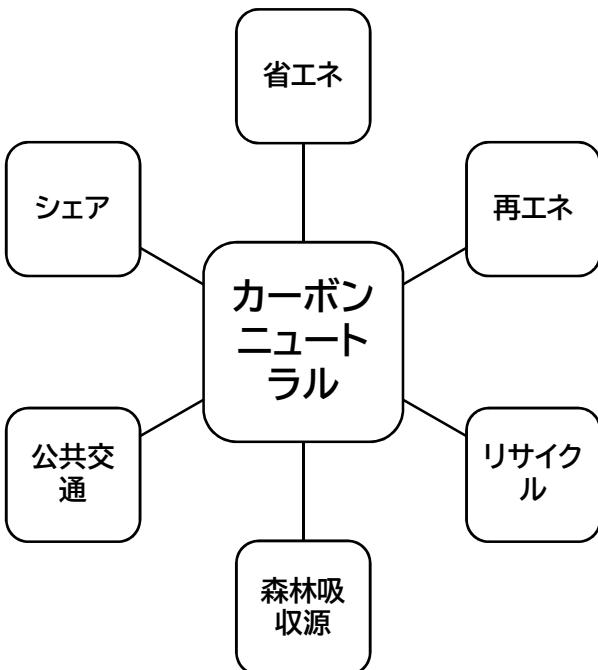 省エネ
シェア
再エネ
カーボン
ニュート
ラル
公共交
通
リサイク
ル
森林吸
収源